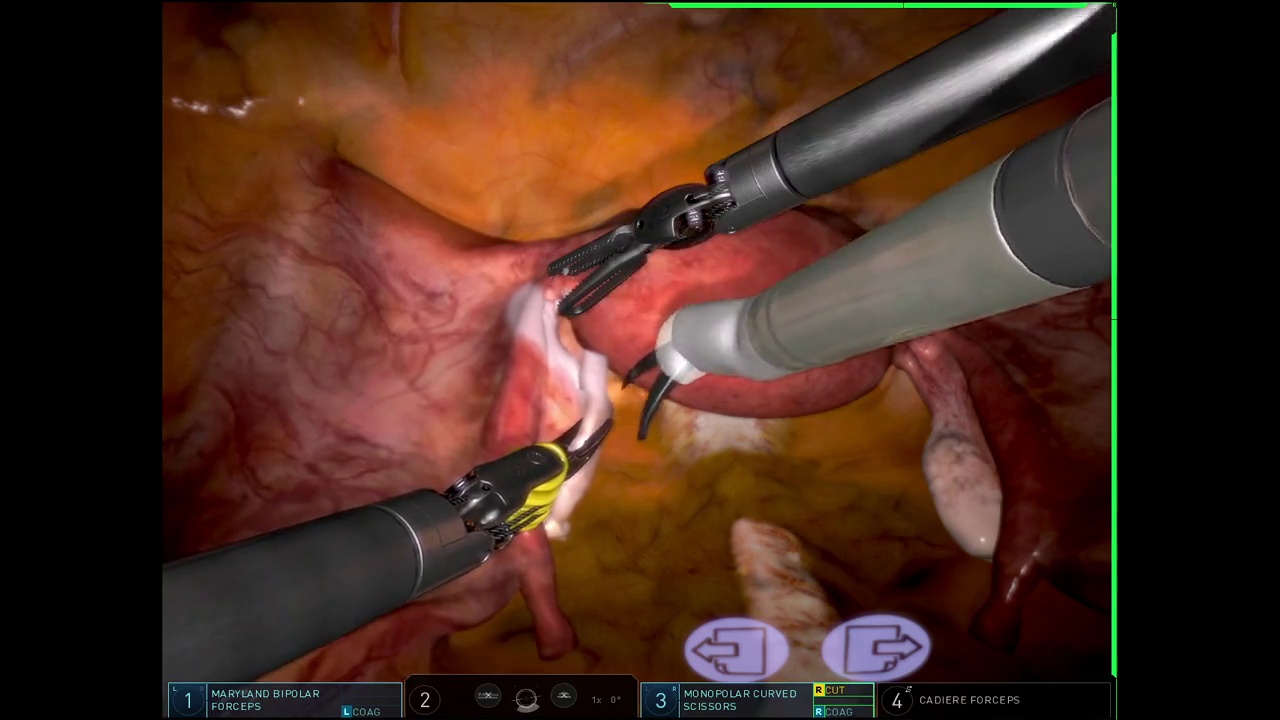 1 MARYLAND BIPOLAR
FORCEPS
L COAG
2
1x 0°
3 MONOPOLAR CURVED
SCISSORS
R CUT
R COAG
4 CADIERE FORCEPS